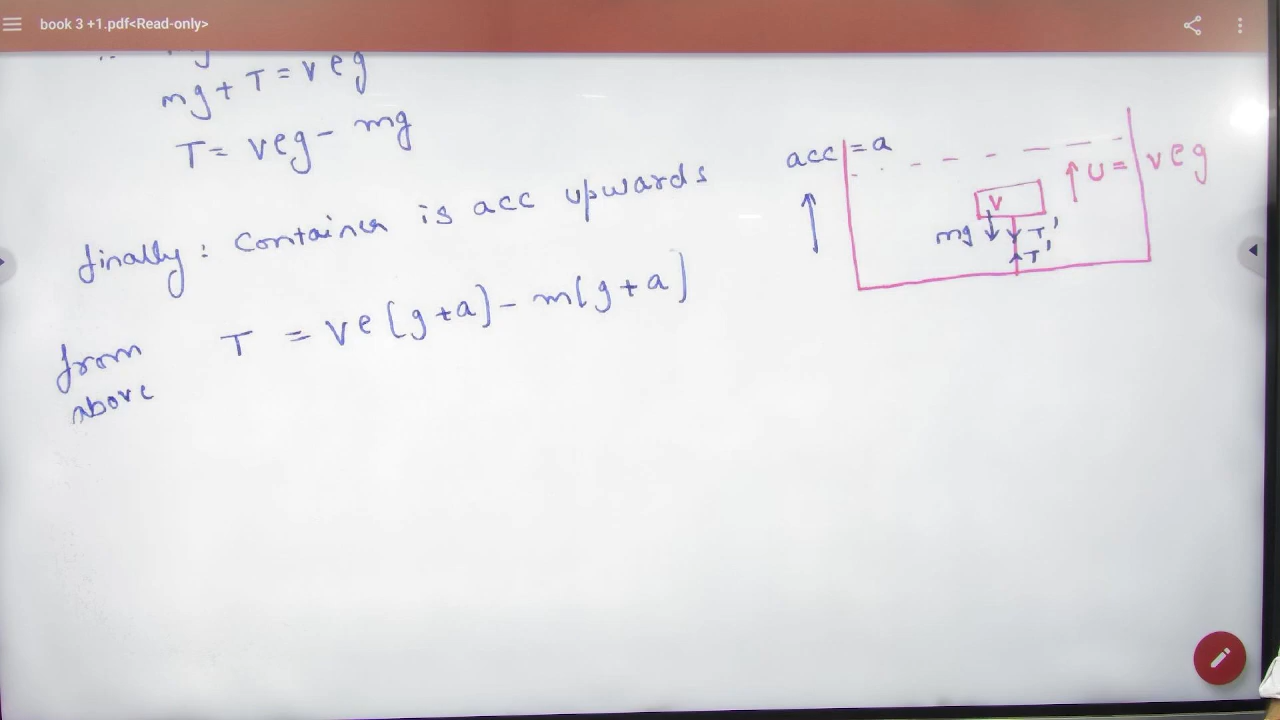 book 3 +1.pdf<Read-only>
mg + T = veg
T = veg - mg
finally : Container is acc upwards
from above T = ve[g+a] - m[g+a]
acc = a
U = veg
V
mg T'
T'